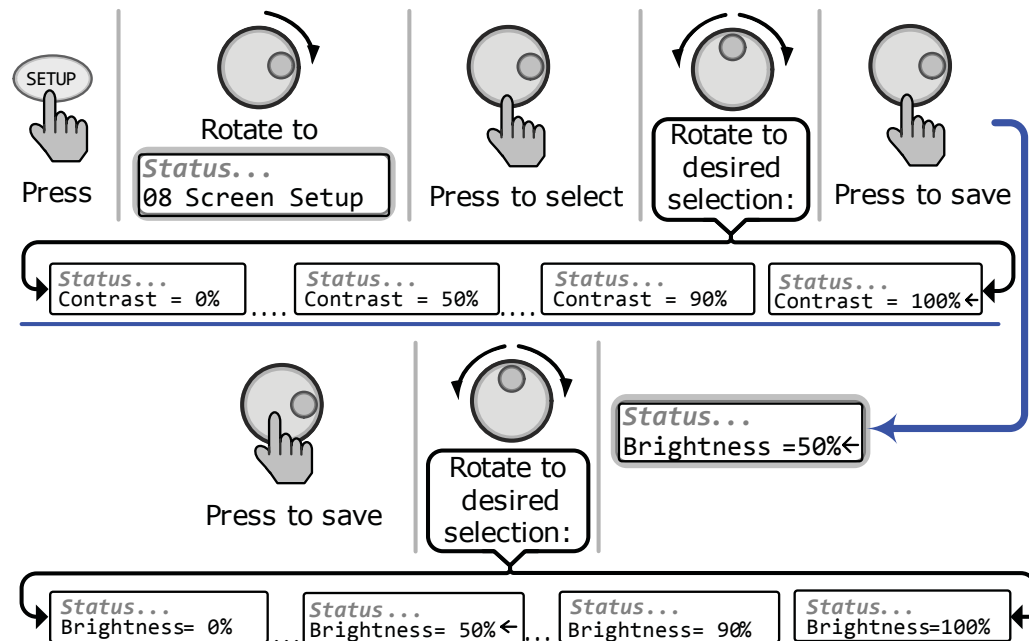 SETUP
Press
Rotate to
Status...
08 Screen Setup
Press to select
Rotate to
desired
selection:
Press to save
Status...
Contrast = 0%
....
Status...
Contrast = 50%
....
Status...
Contrast = 90%
Status...
Contrast = 100%←
Status...
Brightness =50%←
Rotate to
desired
selection:
Press to save
Status...
Brightness= 0%
...
Status...
Brightness= 50%←
...
Status...
Brightness= 90%
Status...
Brightness=100%